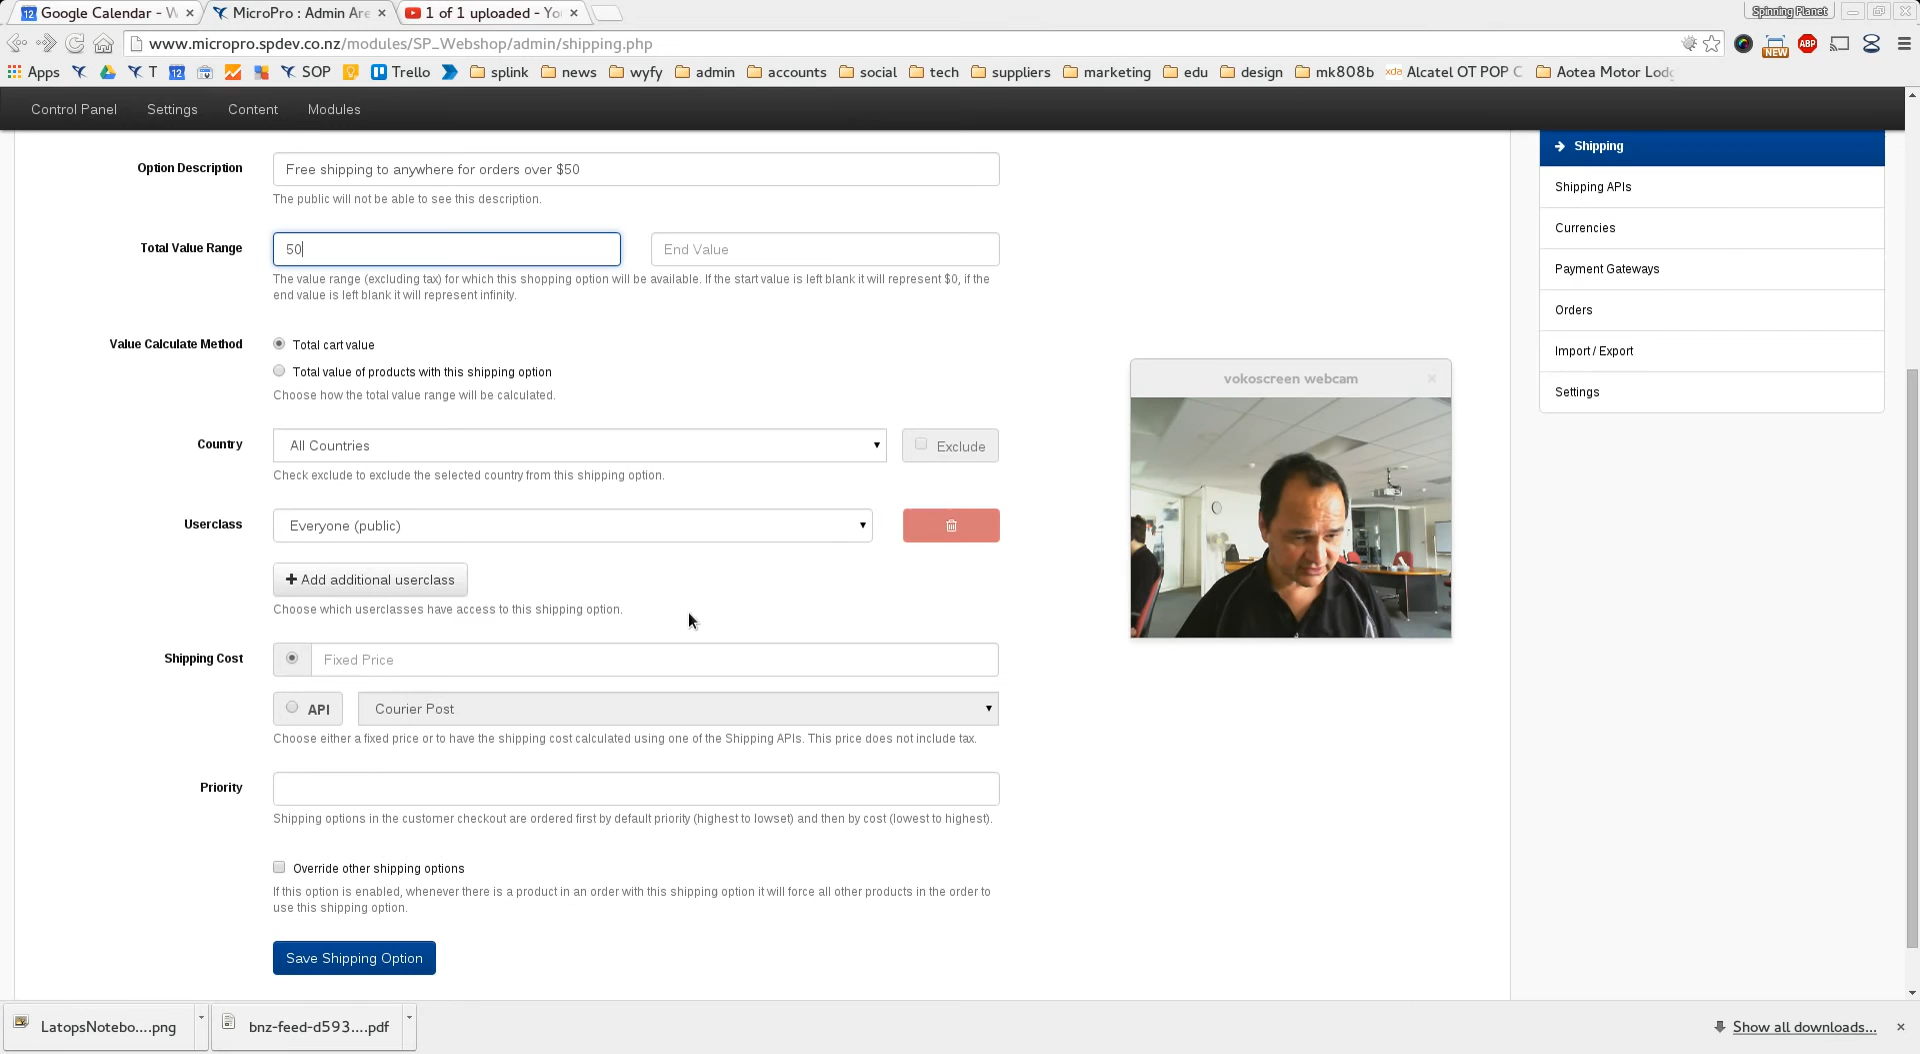 Google Calendar - W
MicroPro : Admin Are
1 of 1 uploaded - Yo
Spinning Planet
www.micropro.spdev.co.nz/modules/SP_Webshop/admin/shipping.php
NEW
ABP
Apps
T
12
SOP
Trello
splink
news
wyfy
admin
accounts
social
tech
suppliers
marketing
edu
design
mk808b
xda
Alcatel OT POP C
Aotea Motor Lodg
Control Panel
Settings
Content
Modules
Option Description
Free shipping to anywhere for orders over $50
The public will not be able to see this description.
Total Value Range
50
End Value
The value range (excluding tax) for which this shopping option will be available. If the start value is left blank it will represent $0, if the
end value is left blank it will represent infinity.
Value Calculate Method
Total cart value
Total value of products with this shipping option
Choose how the total value range will be calculated.
Country
All Countries
Exclude
Check exclude to exclude the selected country from this shipping option.
Userclass
Everyone (public)
Add additional userclass
Choose which userclasses have access to this shipping option.
Shipping Cost
Fixed Price
API
Courier Post
Choose either a fixed price or to have the shipping cost calculated using one of the Shipping APIs. This price does not include tax.
Priority
Shipping options in the customer checkout are ordered first by default priority (highest to lowset) and then by cost (lowest to highest).
Override other shipping options
If this option is enabled, whenever there is a product in an order with this shipping option it will force all other products in the order to
use this shipping option.
Save Shipping Option
Shipping
Shipping APIs
Currencies
Payment Gateways
Orders
Import / Export
Settings
vokoscreen webcam
LatopsNotebo....png
bnz-feed-d593....pdf
Show all downloads...